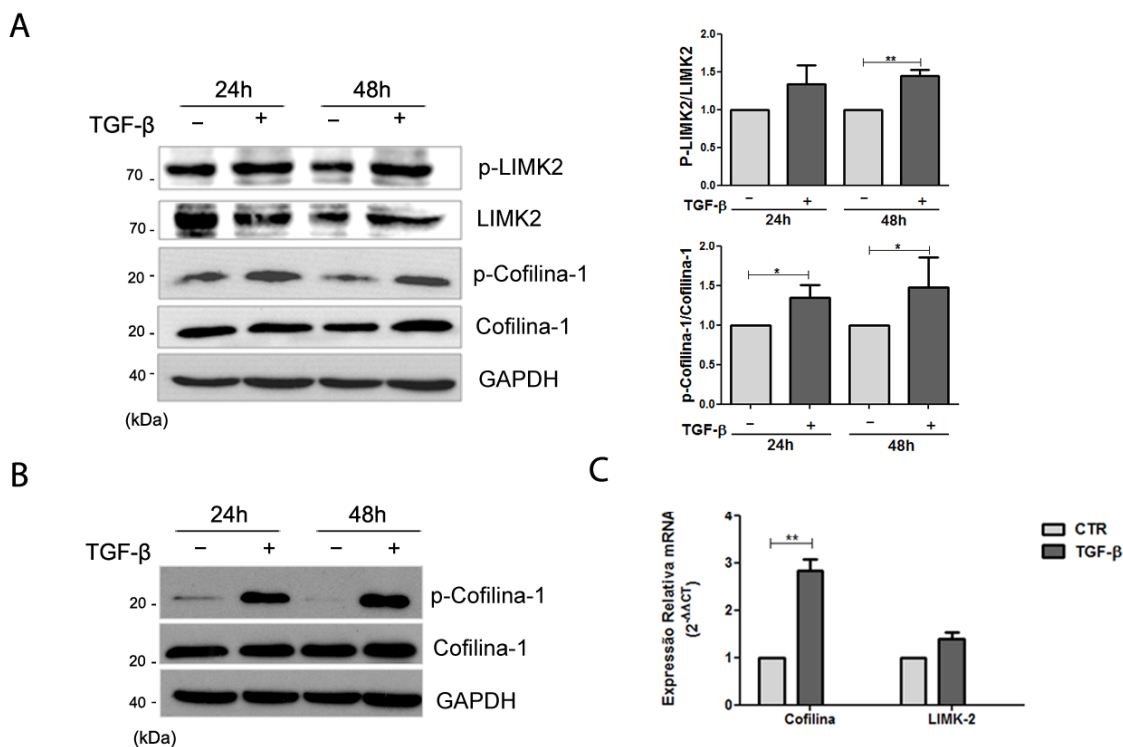 A
24h 48h
TGF-β – + – +
70 - p-LIMK2
70 - LIMK2
20 - p-Cofilina-1
20 - Cofilina-1
40 - GAPDH
(kDa)
P-LIMK2/LIMK2
2.0
1.5
1.0
0.5
0.0
**
TGF-β – + – +
24h 48h
p-Cofilina-1/Cofilina-1
2.0
1.5
1.0
0.5
0.0
* *
TGF-β – + – +
24h 48h
B
24h 48h
TGF-β – + – +
20 - p-Cofilina-1
20 - Cofilina-1
40 - GAPDH
(kDa)
C
Expressão Relativa mRNA
(2^-ΔΔCT)
4
3
2
1
0
**
Cofilina LIMK-2
CTR
TGF-β